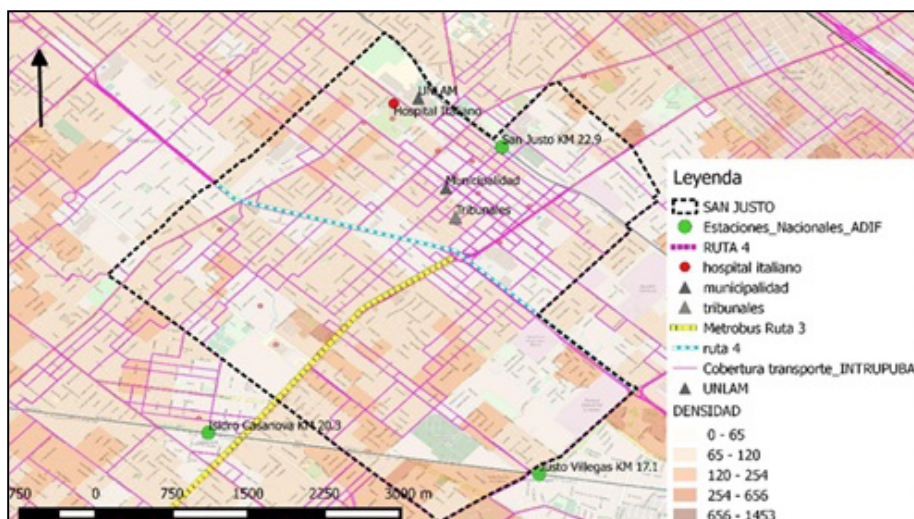 UNLAM
Hospital Italiano
San Justo KM 22.9
Municipalidad
Tribunales
Isidro Casanova KM 20.3
Justo Villegas KM 17.1
750 0 750 1500 2250 3000 m
Leyenda
SAN JUSTO
Estaciones_Nacionales_ADIF
RUTA 4
hospital italiano
municipalidad
tribunales
Metrobus Ruta 3
ruta 4
Cobertura transporte_INTRUPUBA
UNLAM
DENSIDAD
0 - 65
65 - 120
120 - 254
254 - 656
656 - 1453